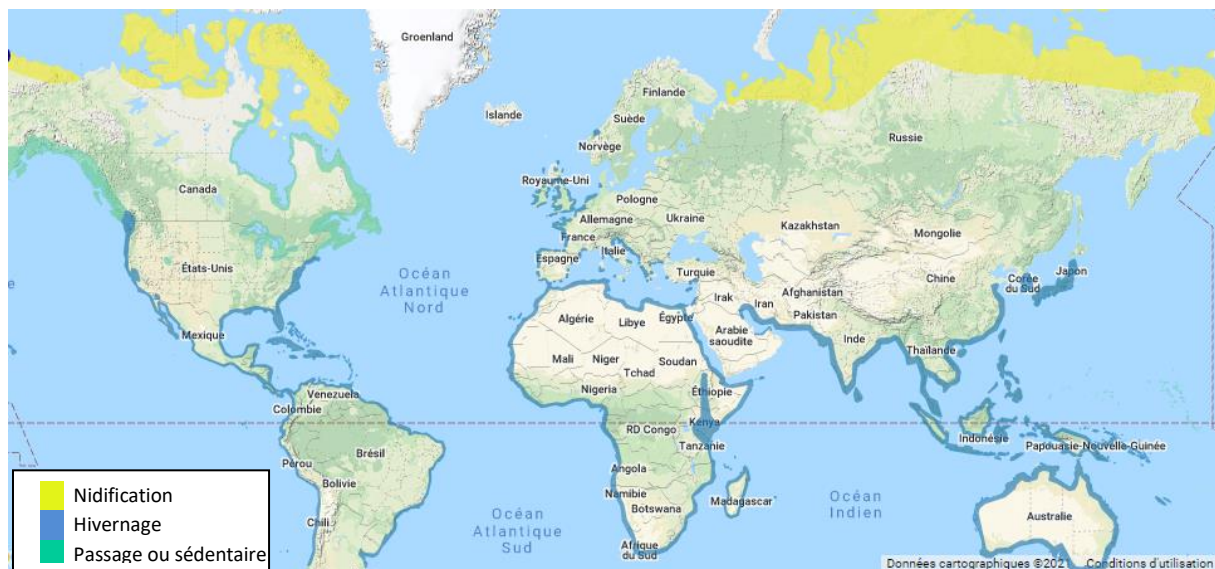 Groenland
Islande
Finlande
Suède
Norvège
Russie
Canada
Royaume-Uni
Pologne
Allemagne
Ukraine
France
Kazakhstan
Mongolie
Italie
Espagne
États-Unis
Océan
Atlantique
Nord
Turquie
Chine
Corée
du Sud
Japon
Afghanistan
Irak
Iran
Pakistan
Algérie
Libye
Égypte
Arabie
saoudite
Inde
Mexique
Mali
Niger
Tchad
Soudan
Thaïlande
Nigeria
Éthiopie
Venezuela
Colombie
Kenya
RD Congo
Tanzanie
Indonésie
Papouasie-Nouvelle-Guinée
Pérou
Brésil
Bolivie
Angola
Namibie
Botswana
Madagascar
Océan
Indien
Chili
Océan
Atlantique
Sud
Afrique
du Sud
Australie
Nidification
Hivernage
Passage ou sédentaire
Données cartographiques ©2021 Conditions d'utilisation